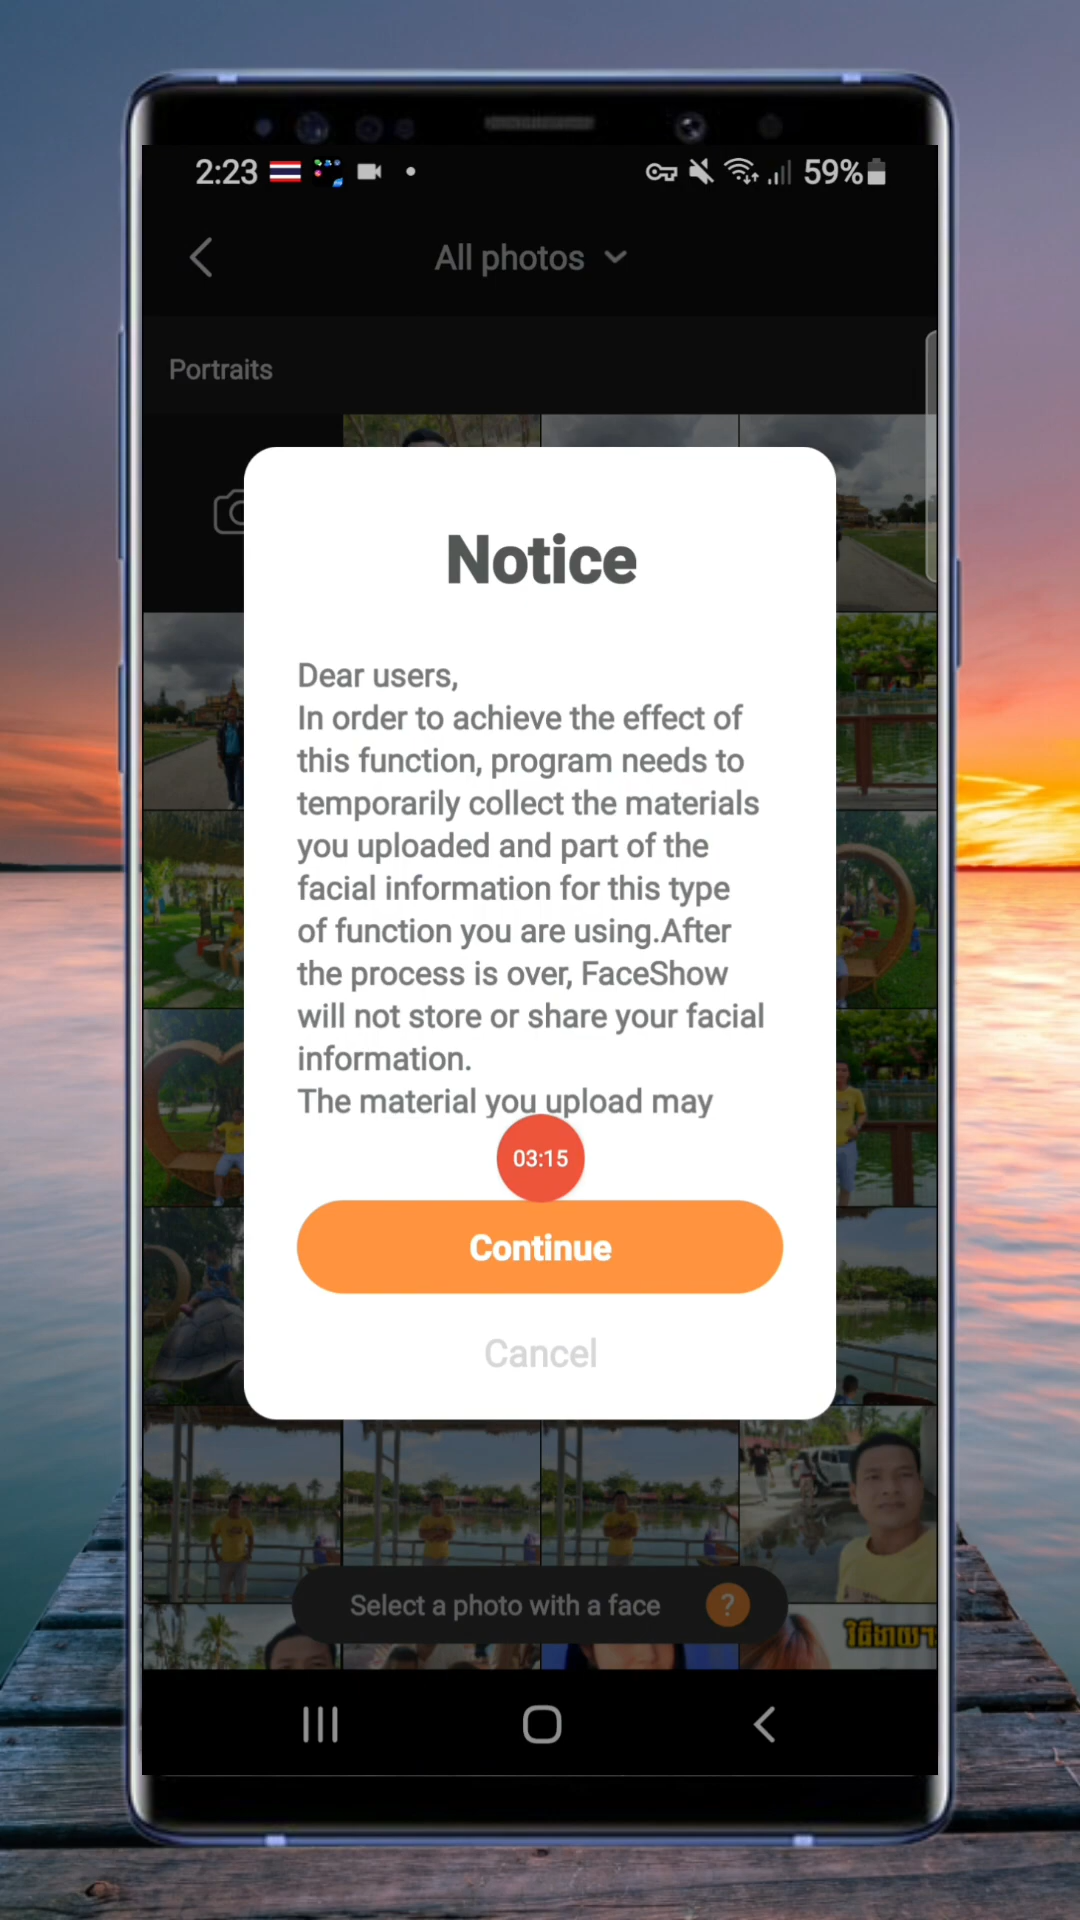 2:23
59%
All photos
Portraits
Notice
Dear users,
In order to achieve the effect of
this function, program needs to
temporarily collect the materials
you uploaded and part of the
facial information for this type
of function you are using.After
the process is over, FaceShow
will not store or share your facial
information.
The material you upload may
03:15
Continue
Cancel
Select a photo with a face
?